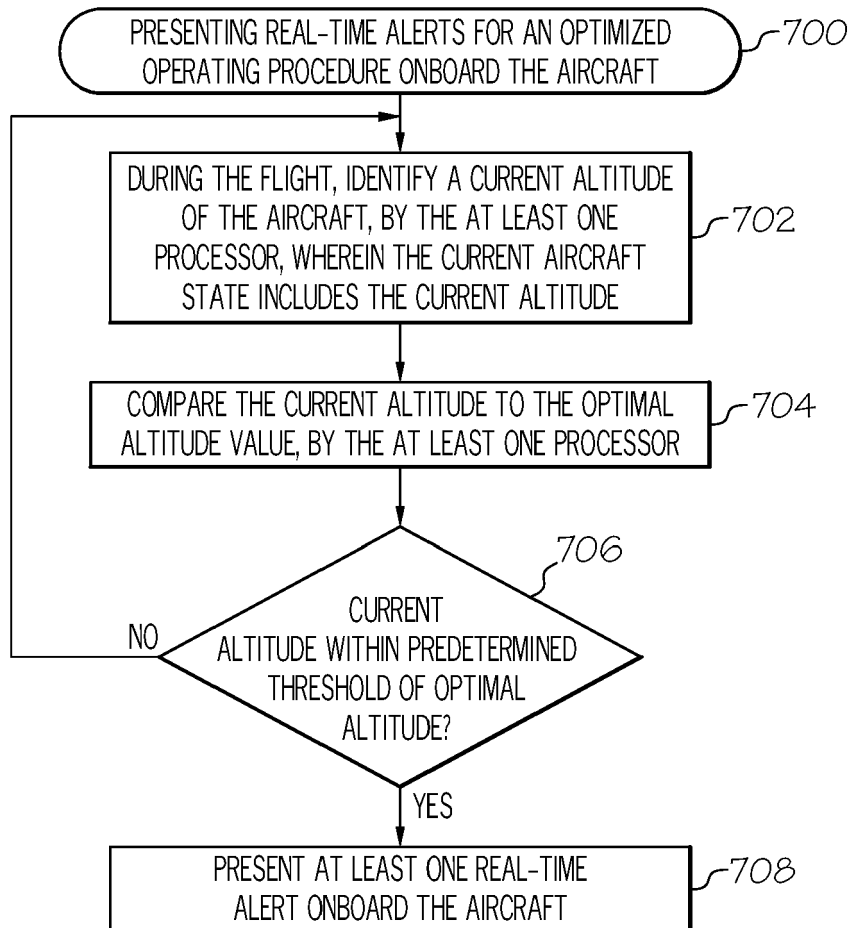 PRESENTING REAL-TIME ALERTS FOR AN OPTIMIZED
OPERATING PROCEDURE ONBOARD THE AIRCRAFT
700
DURING THE FLIGHT, IDENTIFY A CURRENT ALTITUDE
OF THE AIRCRAFT, BY THE AT LEAST ONE
PROCESSOR, WHEREIN THE CURRENT AIRCRAFT
STATE INCLUDES THE CURRENT ALTITUDE
702
COMPARE THE CURRENT ALTITUDE TO THE OPTIMAL
ALTITUDE VALUE, BY THE AT LEAST ONE PROCESSOR
704
706
CURRENT
ALTITUDE WITHIN PREDETERMINED
THRESHOLD OF OPTIMAL
ALTITUDE?
NO
YES
PRESENT AT LEAST ONE REAL-TIME
ALERT ONBOARD THE AIRCRAFT
708